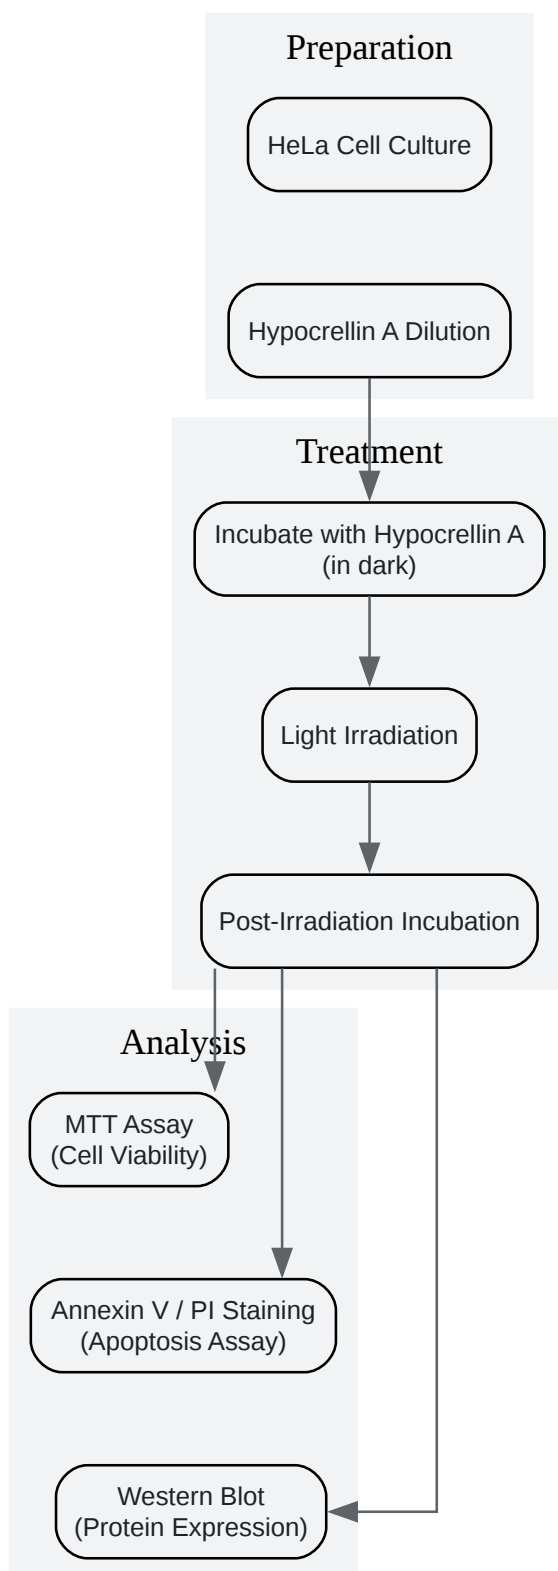 Preparation
HeLa Cell Culture
Hypocrellin A Dilution
Treatment
Incubate with Hypocrellin A
(in dark)
Light Irradiation
Post-Irradiation Incubation
Analysis
MTT Assay
(Cell Viability)
Annexin V / PI Staining
(Apoptosis Assay)
Western Blot
(Protein Expression)